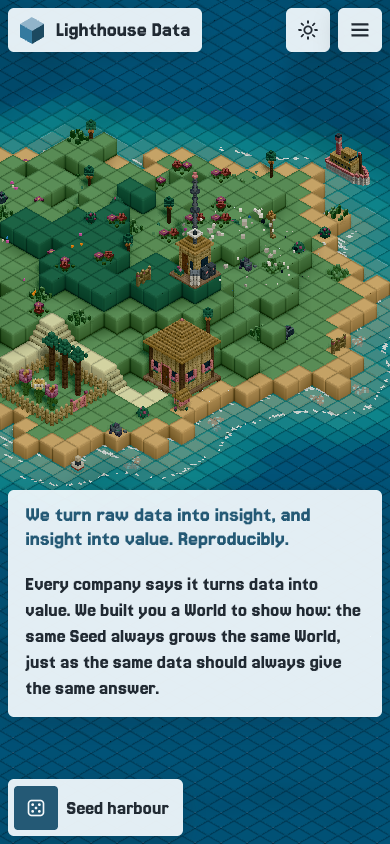 Lighthouse Data
We turn raw data into insight, and
insight into value. Reproducibly.
Every company says it turns data into
value. We built you a World to show how: the
same Seed always grows the same World,
just as the same data should always give
the same answer.
Seed harbour